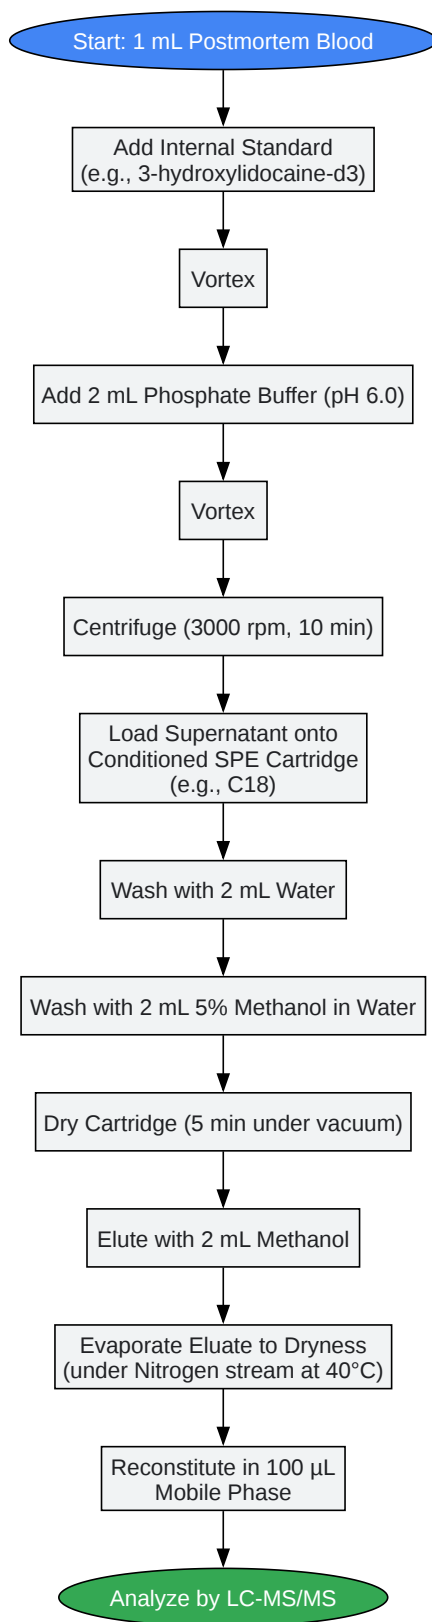 Start: 1 mL Postmortem Blood
Add Internal Standard
(e.g., 3-hydroxylidocaine-d3)
Vortex
Add 2 mL Phosphate Buffer (pH 6.0)
Vortex
Centrifuge (3000 rpm, 10 min)
Load Supernatant onto
Conditioned SPE Cartridge
(e.g., C18)
Wash with 2 mL Water
Wash with 2 mL 5% Methanol in Water
Dry Cartridge (5 min under vacuum)
Elute with 2 mL Methanol
Evaporate Eluate to Dryness
(under Nitrogen stream at 40°C)
Reconstitute in 100 µL
Mobile Phase
Analyze by LC-MS/MS